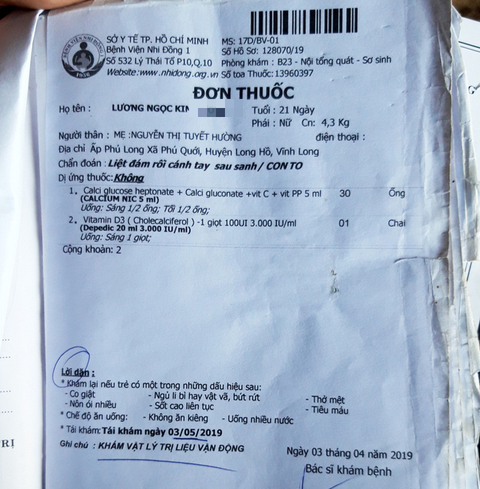 SỞ Y TẾ TP. HỒ CHÍ MINH
Bệnh Viện Nhi Đồng 1
Số 532 Lý Thái Tổ P10,Q.10
Website:www.nhidong.org.vn
MS: 17D/BV-01
Số Hồ Sơ: 128070/19
Phòng khám : B23 - Nội tổng quát - Sơ sinh
Số toa Thuốc:13960397
ĐƠN THUỐC
Họ tên : LƯƠNG NGỌC KIM Tuổi : 21 Ngày
Phái : Nữ Cn: 4,3 Kg
Người thân : MẸ :NGUYỄN THỊ TUYẾT HƯỜNG điện thoại :
Địa chỉ Ấp Phú Long Xã Phú Quới, Huyện Long Hồ, Vĩnh Long
Chẩn đoán : Liệt đám rối cánh tay sau sanh/ CON TO
Dị ứng thuốc:Không
1. Calci glucose heptonate + Calci gluconate +vit C + vit PP 5 ml 30 Ống
(CALCIUM NIC 5 ml)
Uống: Sáng 1/2 ống; Tối 1/2 ống;
2. Vitamin D3 ( Cholecalciferol ) -1 giọt 100UI 3.000 IU/ml 01 Chai
(Depedic 20 ml 3.000 IU/ml)
Uống: Sáng 1 giọt;
Cộng khoản: 2
Lời dặn :
* Khám lại nếu trẻ có một trong những dấu hiệu sau:
- Co giật - Ngủ li bì hay vật vã, bứt rứt - Thở mệt
- Nôn ói nhiều - Sốt cao liên tục - Tiêu máu
* Chế độ ăn uống: - Không ăn kiêng - Uống nhiều nước
* Tái khám: Tái khám ngày 03/05/2019
Ghi chú : KHÁM VẬT LÝ TRỊ LIỆU VẬN ĐỘNG
Ngày 03 tháng 04 năm 2019
Bác sĩ khám bệnh
RỊ